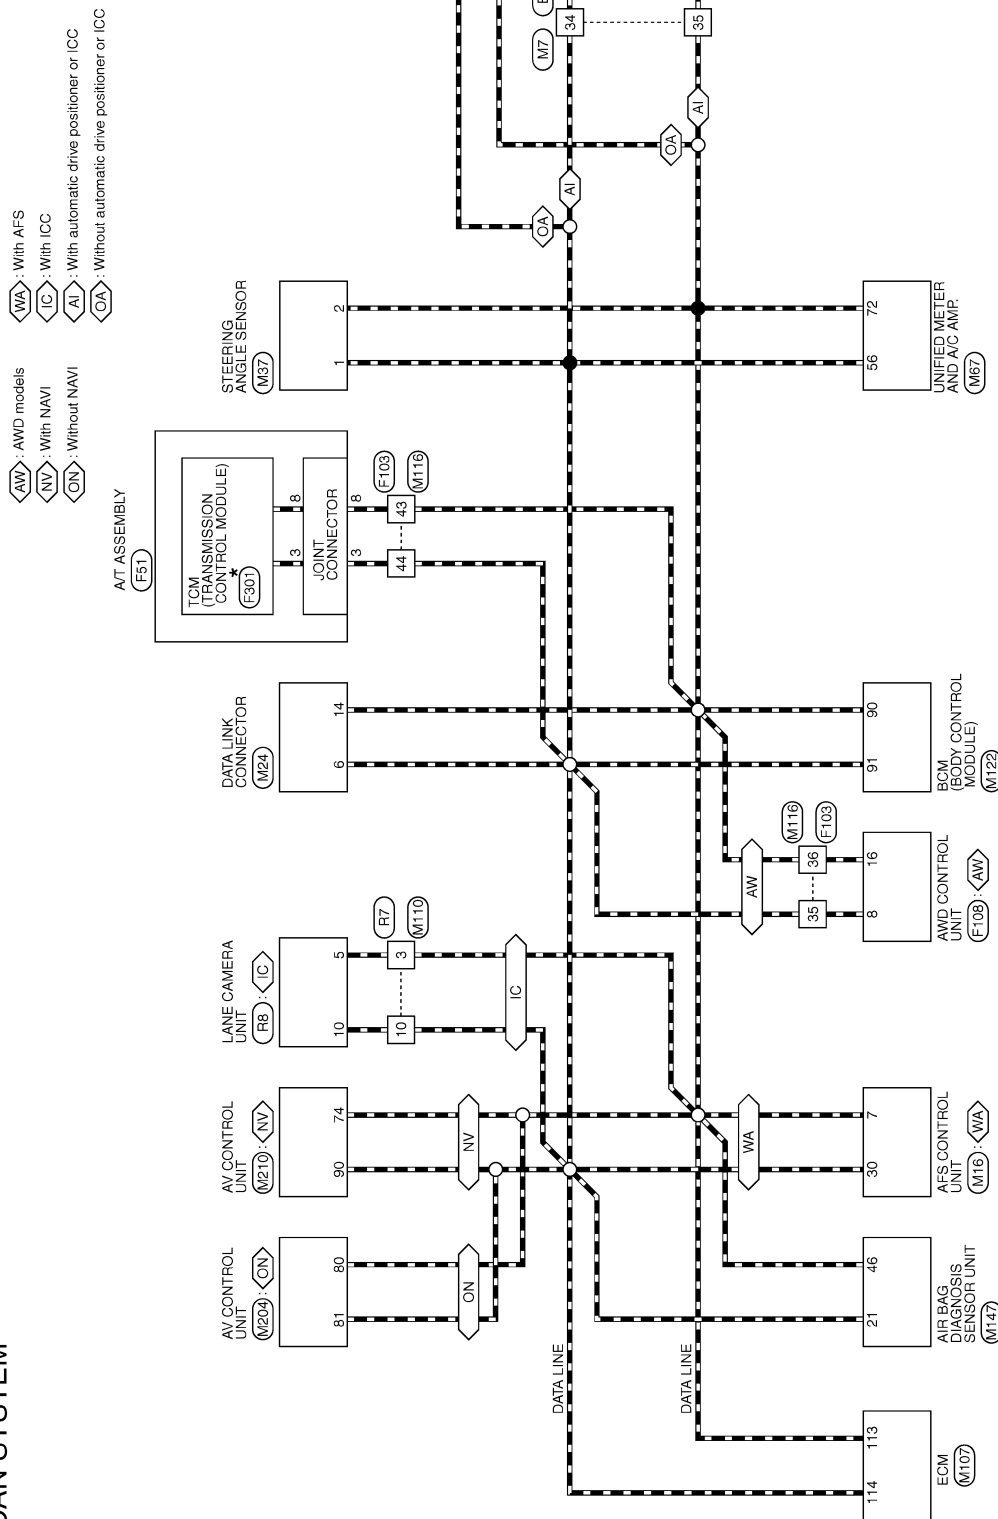 CAN SYSTEM
AW : AWD models
NV : With NAVI
ON : Without NAVI
WA : With AFS
IC : With ICC
AI : With automatic drive positioner or ICC
OA : Without automatic drive positioner or ICC
AV CONTROL
UNIT
M204 : ON
81
80
ON
AV CONTROL
UNIT
M210 : NV
90
74
NV
LANE CAMERA
UNIT
R8 : IC
10
5
10
3
R7
M110
IC
DATA LINK
CONNECTOR
M24
6
14
A/T ASSEMBLY
F51
TCM
(TRANSMISSION
CONTROL MODULE)
*
F301
3
8
JOINT
CONNECTOR
3
8
44
43
F103
M116
STEERING
ANGLE SENSOR
M37
1
2
OA
AI
M7
34
OA
AI
35
DATA LINE
DATA LINE
ECM
M107
114
113
21
46
AIR BAG
DIAGNOSIS
SENSOR UNIT
M147
WA
30
7
AFS CONTROL
UNIT
M16 : WA
AW
35
36
M116
F103
8
16
AWD CONTROL
UNIT
F108 : AW
91
90
BCM
(BODY CONTROL
MODULE)
M122
56
72
UNIFIED METER
AND A/C AMP.
M67